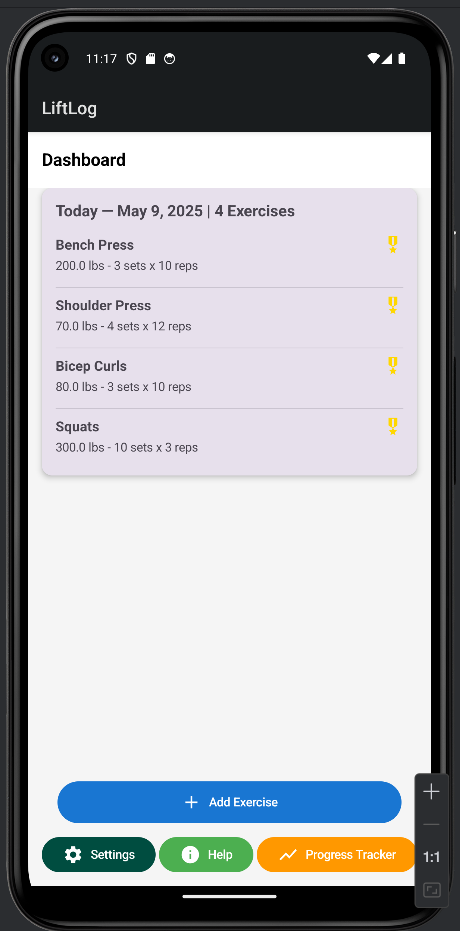 11:17
LiftLog
Dashboard
Today — May 9, 2025 | 4 Exercises
Bench Press
200.0 lbs - 3 sets x 10 reps
Shoulder Press
70.0 lbs - 4 sets x 12 reps
Bicep Curls
80.0 lbs - 3 sets x 10 reps
Squats
300.0 lbs - 10 sets x 3 reps
Add Exercise
Settings
Help
Progress Tracker
1:1